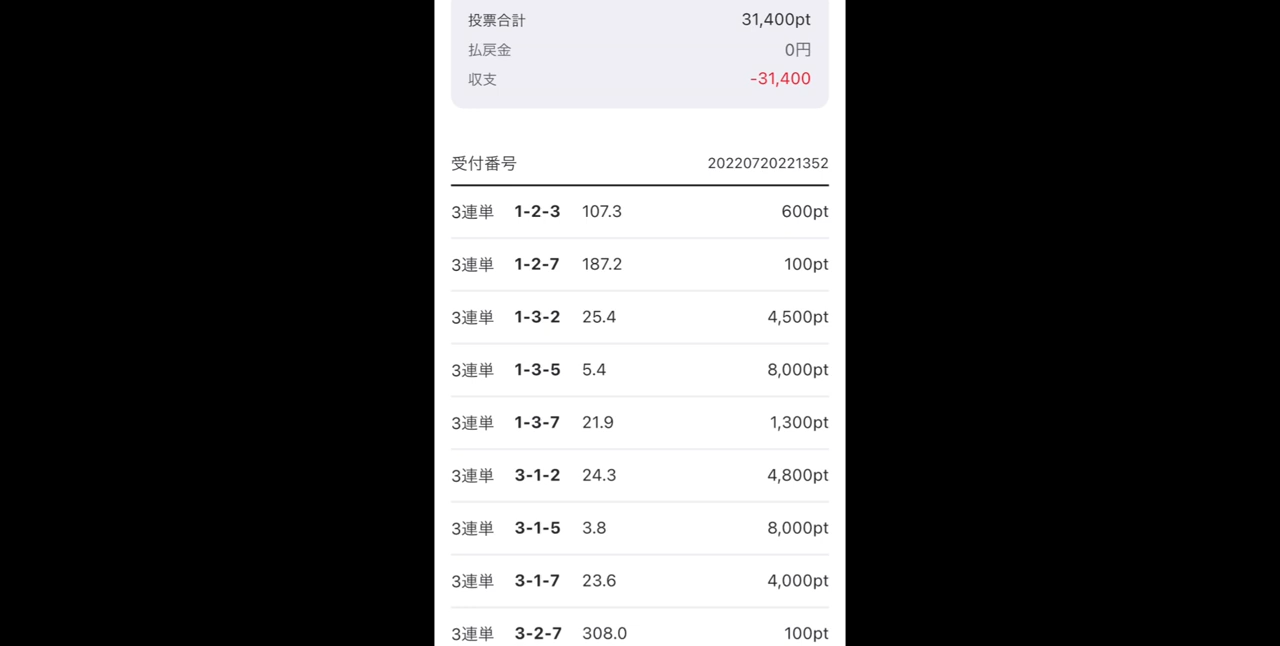 投票合計 31,400pt
払戻金 0円
収支 -31,400
受付番号 20220720221352
3連単 1-2-3 107.3 600pt
3連単 1-2-7 187.2 100pt
3連単 1-3-2 25.4 4,500pt
3連単 1-3-5 5.4 8,000pt
3連単 1-3-7 21.9 1,300pt
3連単 3-1-2 24.3 4,800pt
3連単 3-1-5 3.8 8,000pt
3連単 3-1-7 23.6 4,000pt
3連単 3-2-7 308.0 100pt